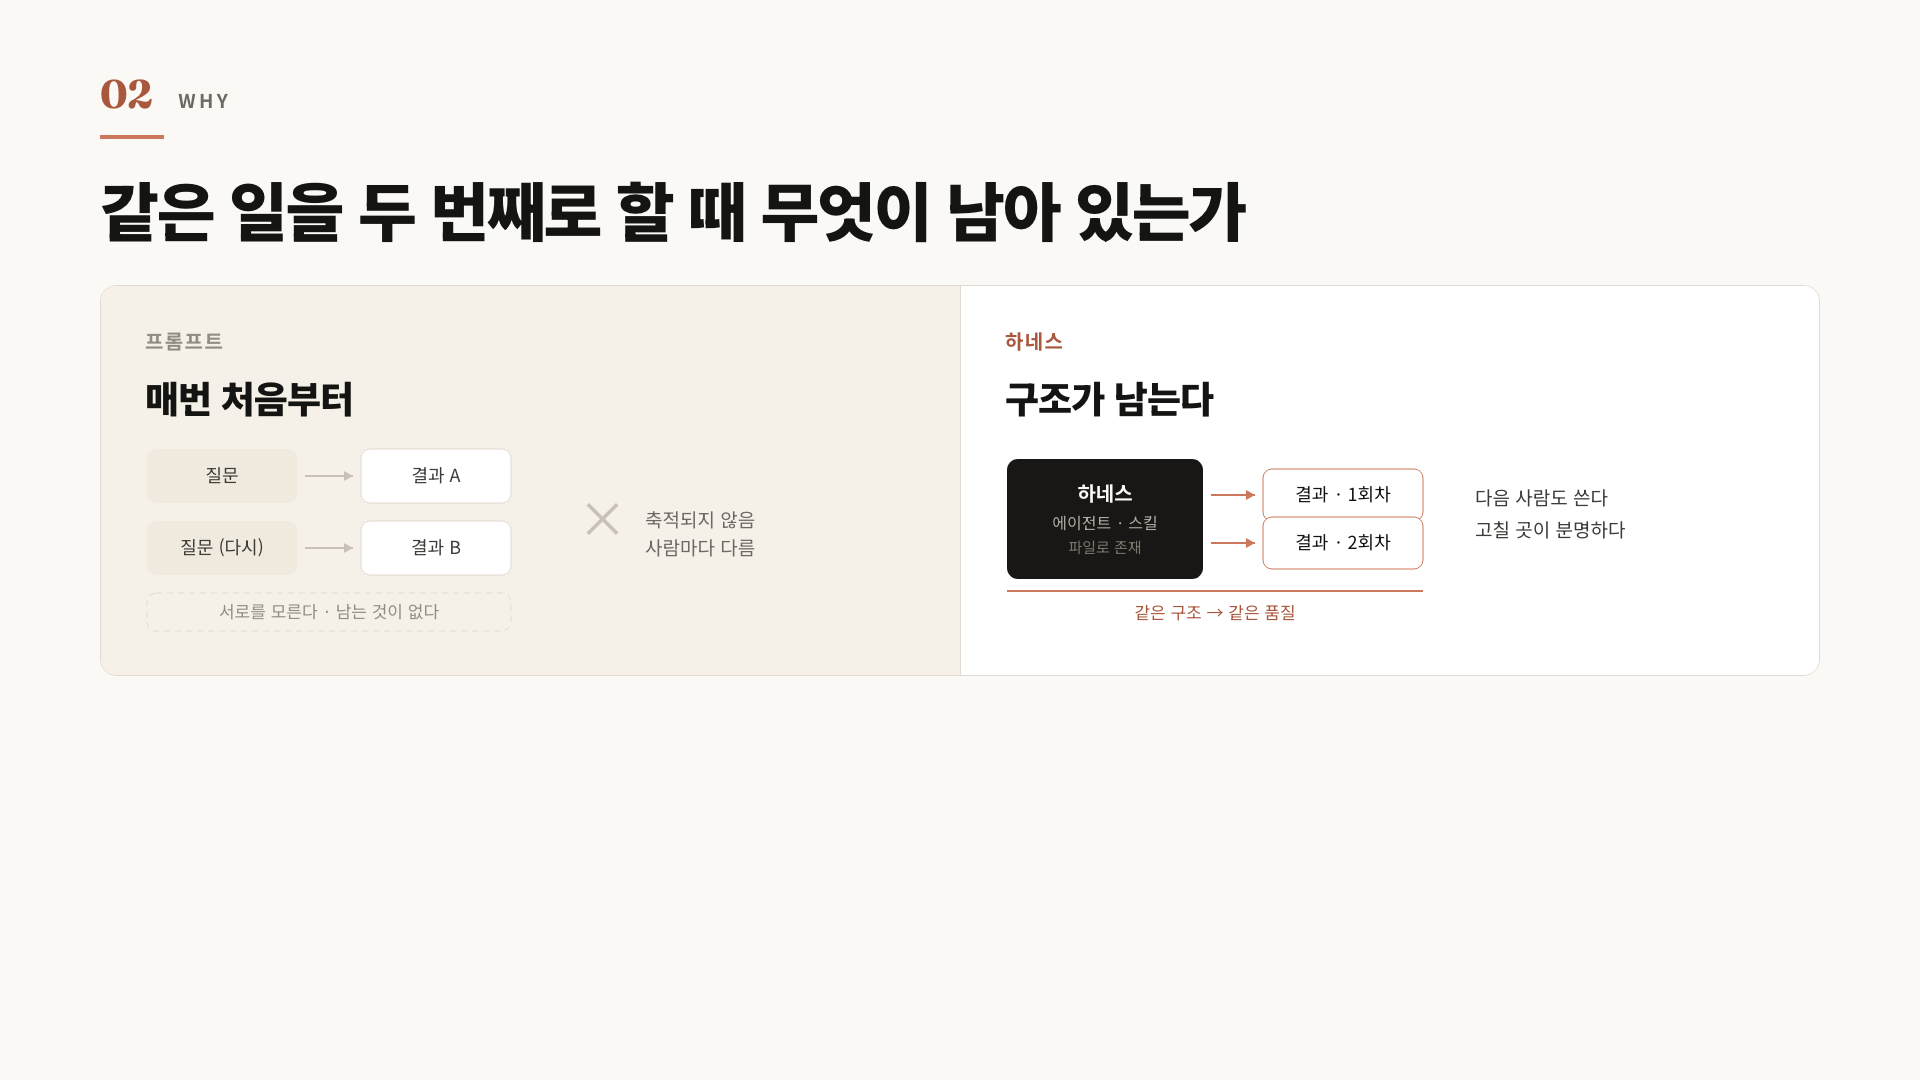 02 WHY
같은 일을 두 번째로 할 때 무엇이 남아 있는가
프롬프트
매번 처음부터
질문
결과 A
질문 (다시)
결과 B
서로를 모른다 · 남는 것이 없다
축적되지 않음
사람마다 다름
하네스
구조가 남는다
하네스
에이전트 · 스킬
파일로 존재
결과 · 1회차
결과 · 2회차
같은 구조 → 같은 품질
다음 사람도 쓴다
고칠 곳이 분명하다